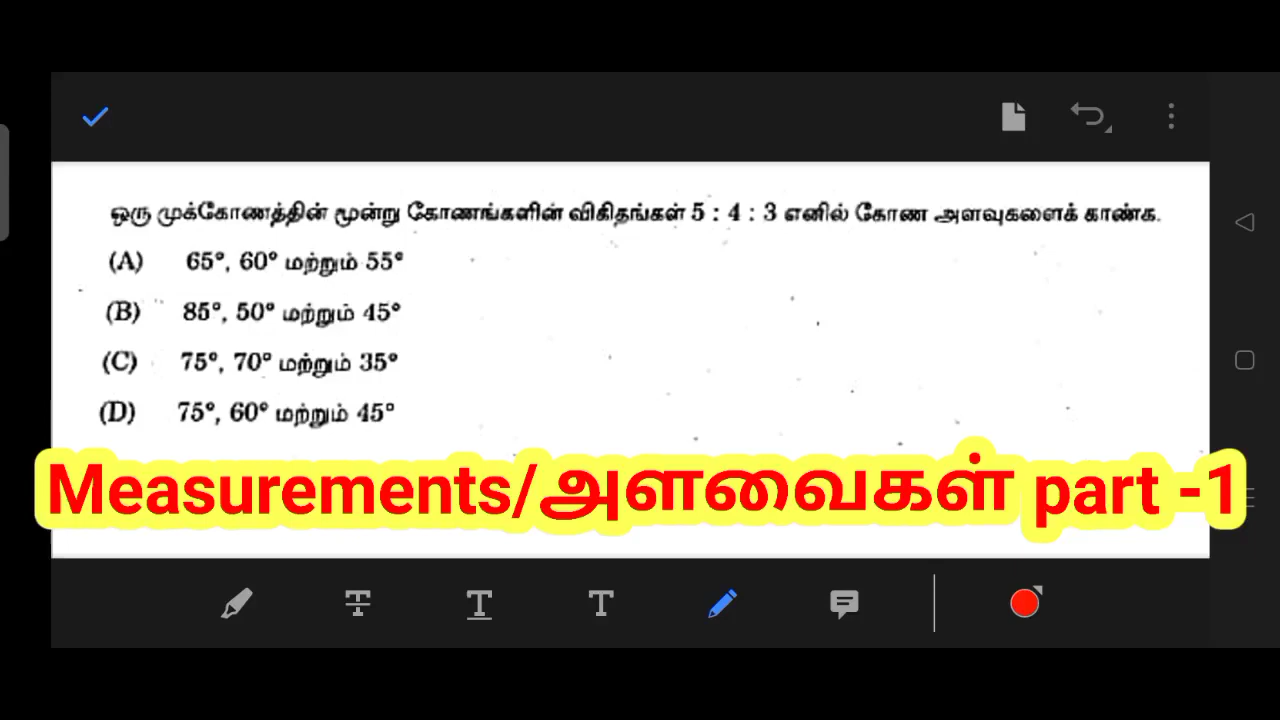 ஒரு முக்கோணத்தின் மூன்று கோணங்களின் விகிதங்கள் 5 : 4 : 3 எனில் கோண அளவுகளைக் காண்க.
(A) 65°, 60° மற்றும் 55°
(B) 85°, 50° மற்றும் 45°
(C) 75°, 70° மற்றும் 35°
(D) 75°, 60° மற்றும் 45°
Measurements/அளவைகள் part -1